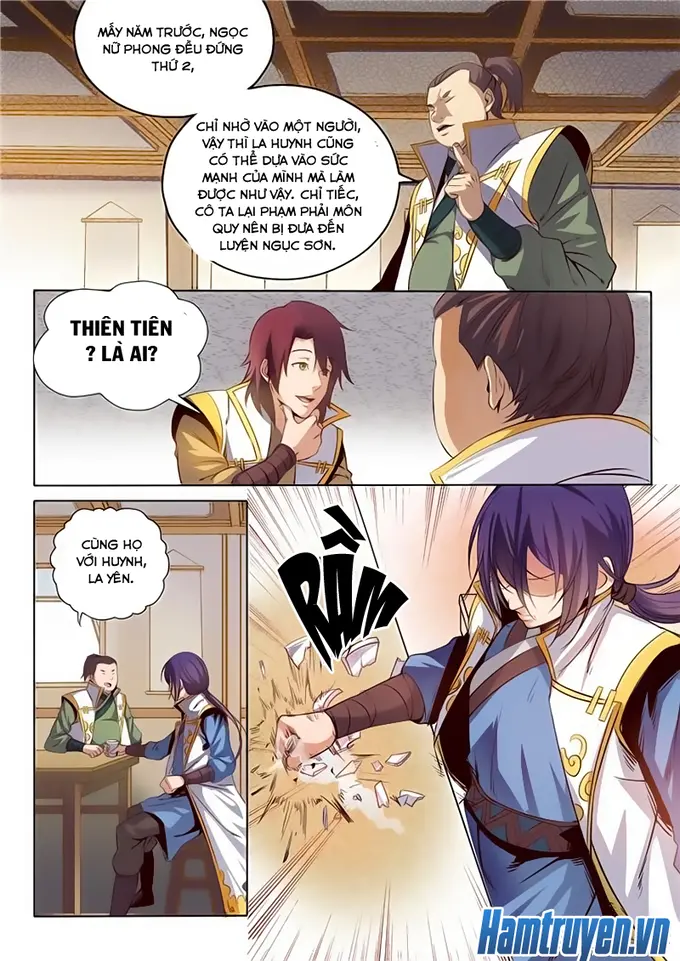 MẤY NĂM TRƯỚC, NGỌC
NỮ PHONG ĐỀU ĐỨNG
THỨ 2,
CHỈ NHỜ VÀO MỘT NGƯỜI,
VẬY THÌ LA HUYNH CŨNG
CÓ THỂ DỰA VÀO SỨC
MẠNH CỦA MÌNH MÀ LÀM
ĐƯỢC NHƯ VẬY. CHỈ TIẾC,
CÔ TA LẠI PHẠM PHẢI MÔN
QUY NÊN BỊ ĐƯA ĐẾN
LUYỆN NGỤC SƠN.
THIÊN TIÊN
? LÀ AI?
CÙNG HỌ
VỚI HUYNH,
LA YÊN.
RẦM
Hamtruyen.vn